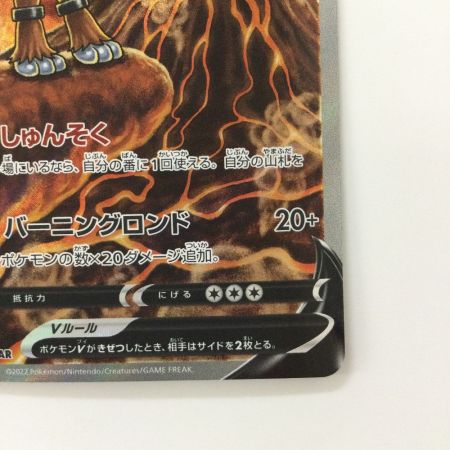 しゅんそく
場にいるなら、自分の番に1回使える。自分の山札を
バーニングロンド 20+
ポケモンの数×20ダメージ追加。
抵抗力 にげる
Vルール
ポケモンVがきぜつしたとき、相手はサイドを2枚とる。
AR
©2022 Pokémon/Nintendo/Creatures/GAME FREAK.